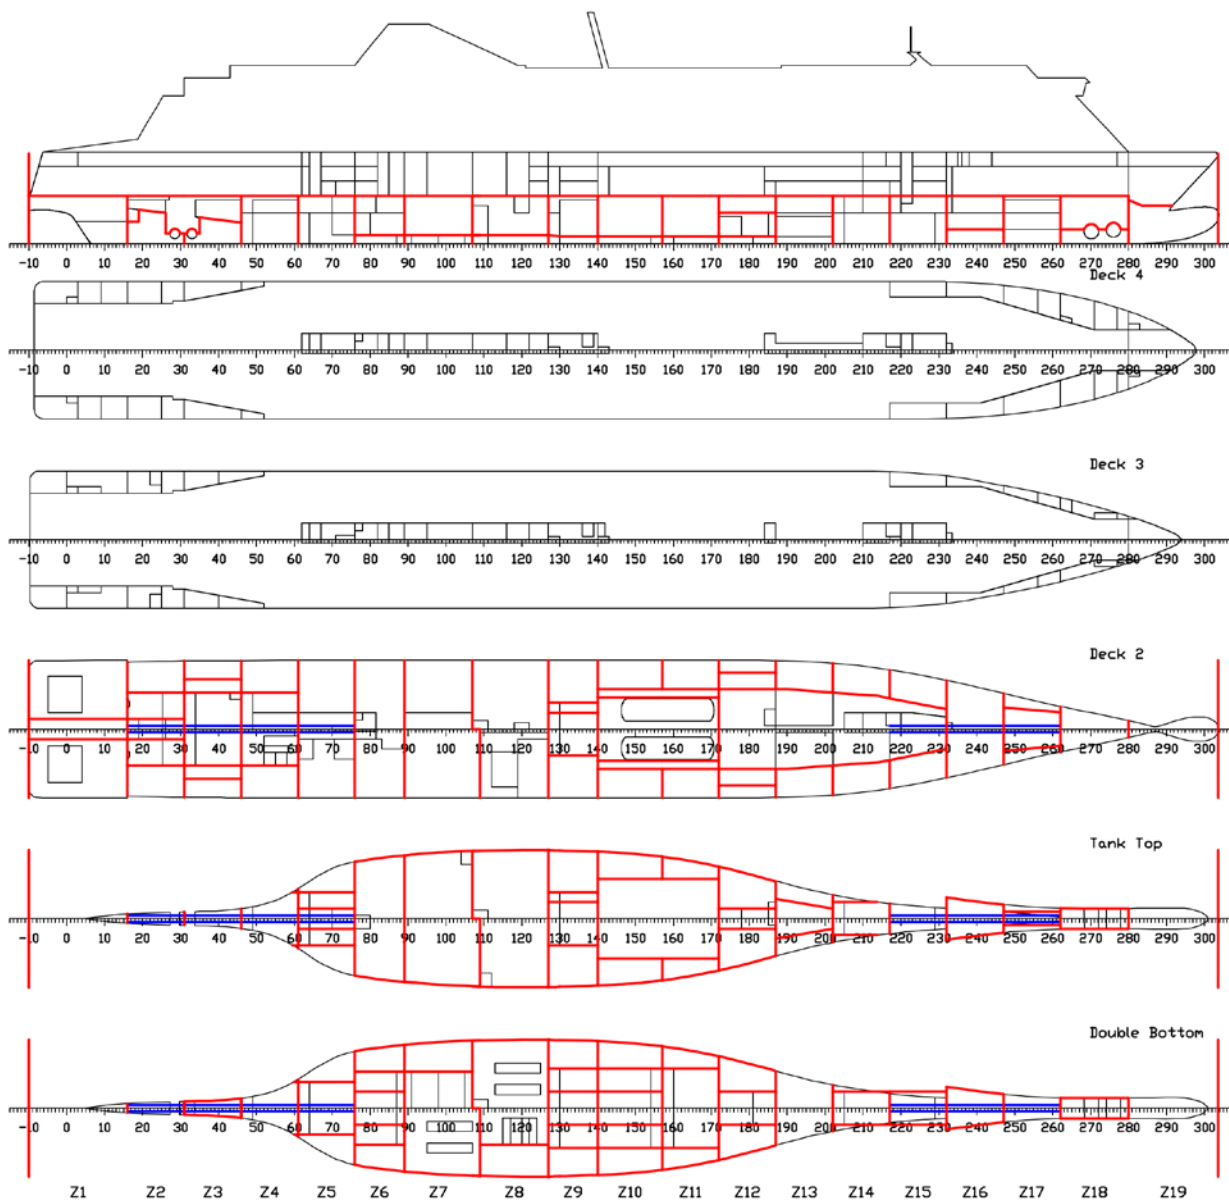 -10 0 10 20 30 40 50 60 70 80 90 100 110 120 130 140 150 160 170 180 190 200 210 220 230 240 250 260 270 280 290 300
Deck 4
-10 0 10 20 30 40 50 60 70 80 90 100 110 120 130 140 150 160 170 180 190 200 210 220 230 240 250 260 270 280 290 300
Deck 3
-10 0 10 20 30 40 50 60 70 80 90 100 110 120 130 140 150 160 170 180 190 200 210 220 230 240 250 260 270 280 290 300
Deck 2
-10 0 10 20 30 40 50 60 70 80 90 100 110 120 130 140 150 160 170 180 190 200 210 220 230 240 250 260 270 280 290 300
Tank Top
-10 0 10 20 30 40 50 60 70 80 90 100 110 120 130 140 150 160 170 180 190 200 210 220 230 240 250 260 270 280 290 300
Double Bottom
-10 0 10 20 30 40 50 60 70 80 90 100 110 120 130 140 150 160 170 180 190 200 210 220 230 240 250 260 270 280 290 300
Z1 Z2 Z3 Z4 Z5 Z6 Z7 Z8 Z9 Z10 Z11 Z12 Z13 Z14 Z15 Z16 Z17 Z18 Z19